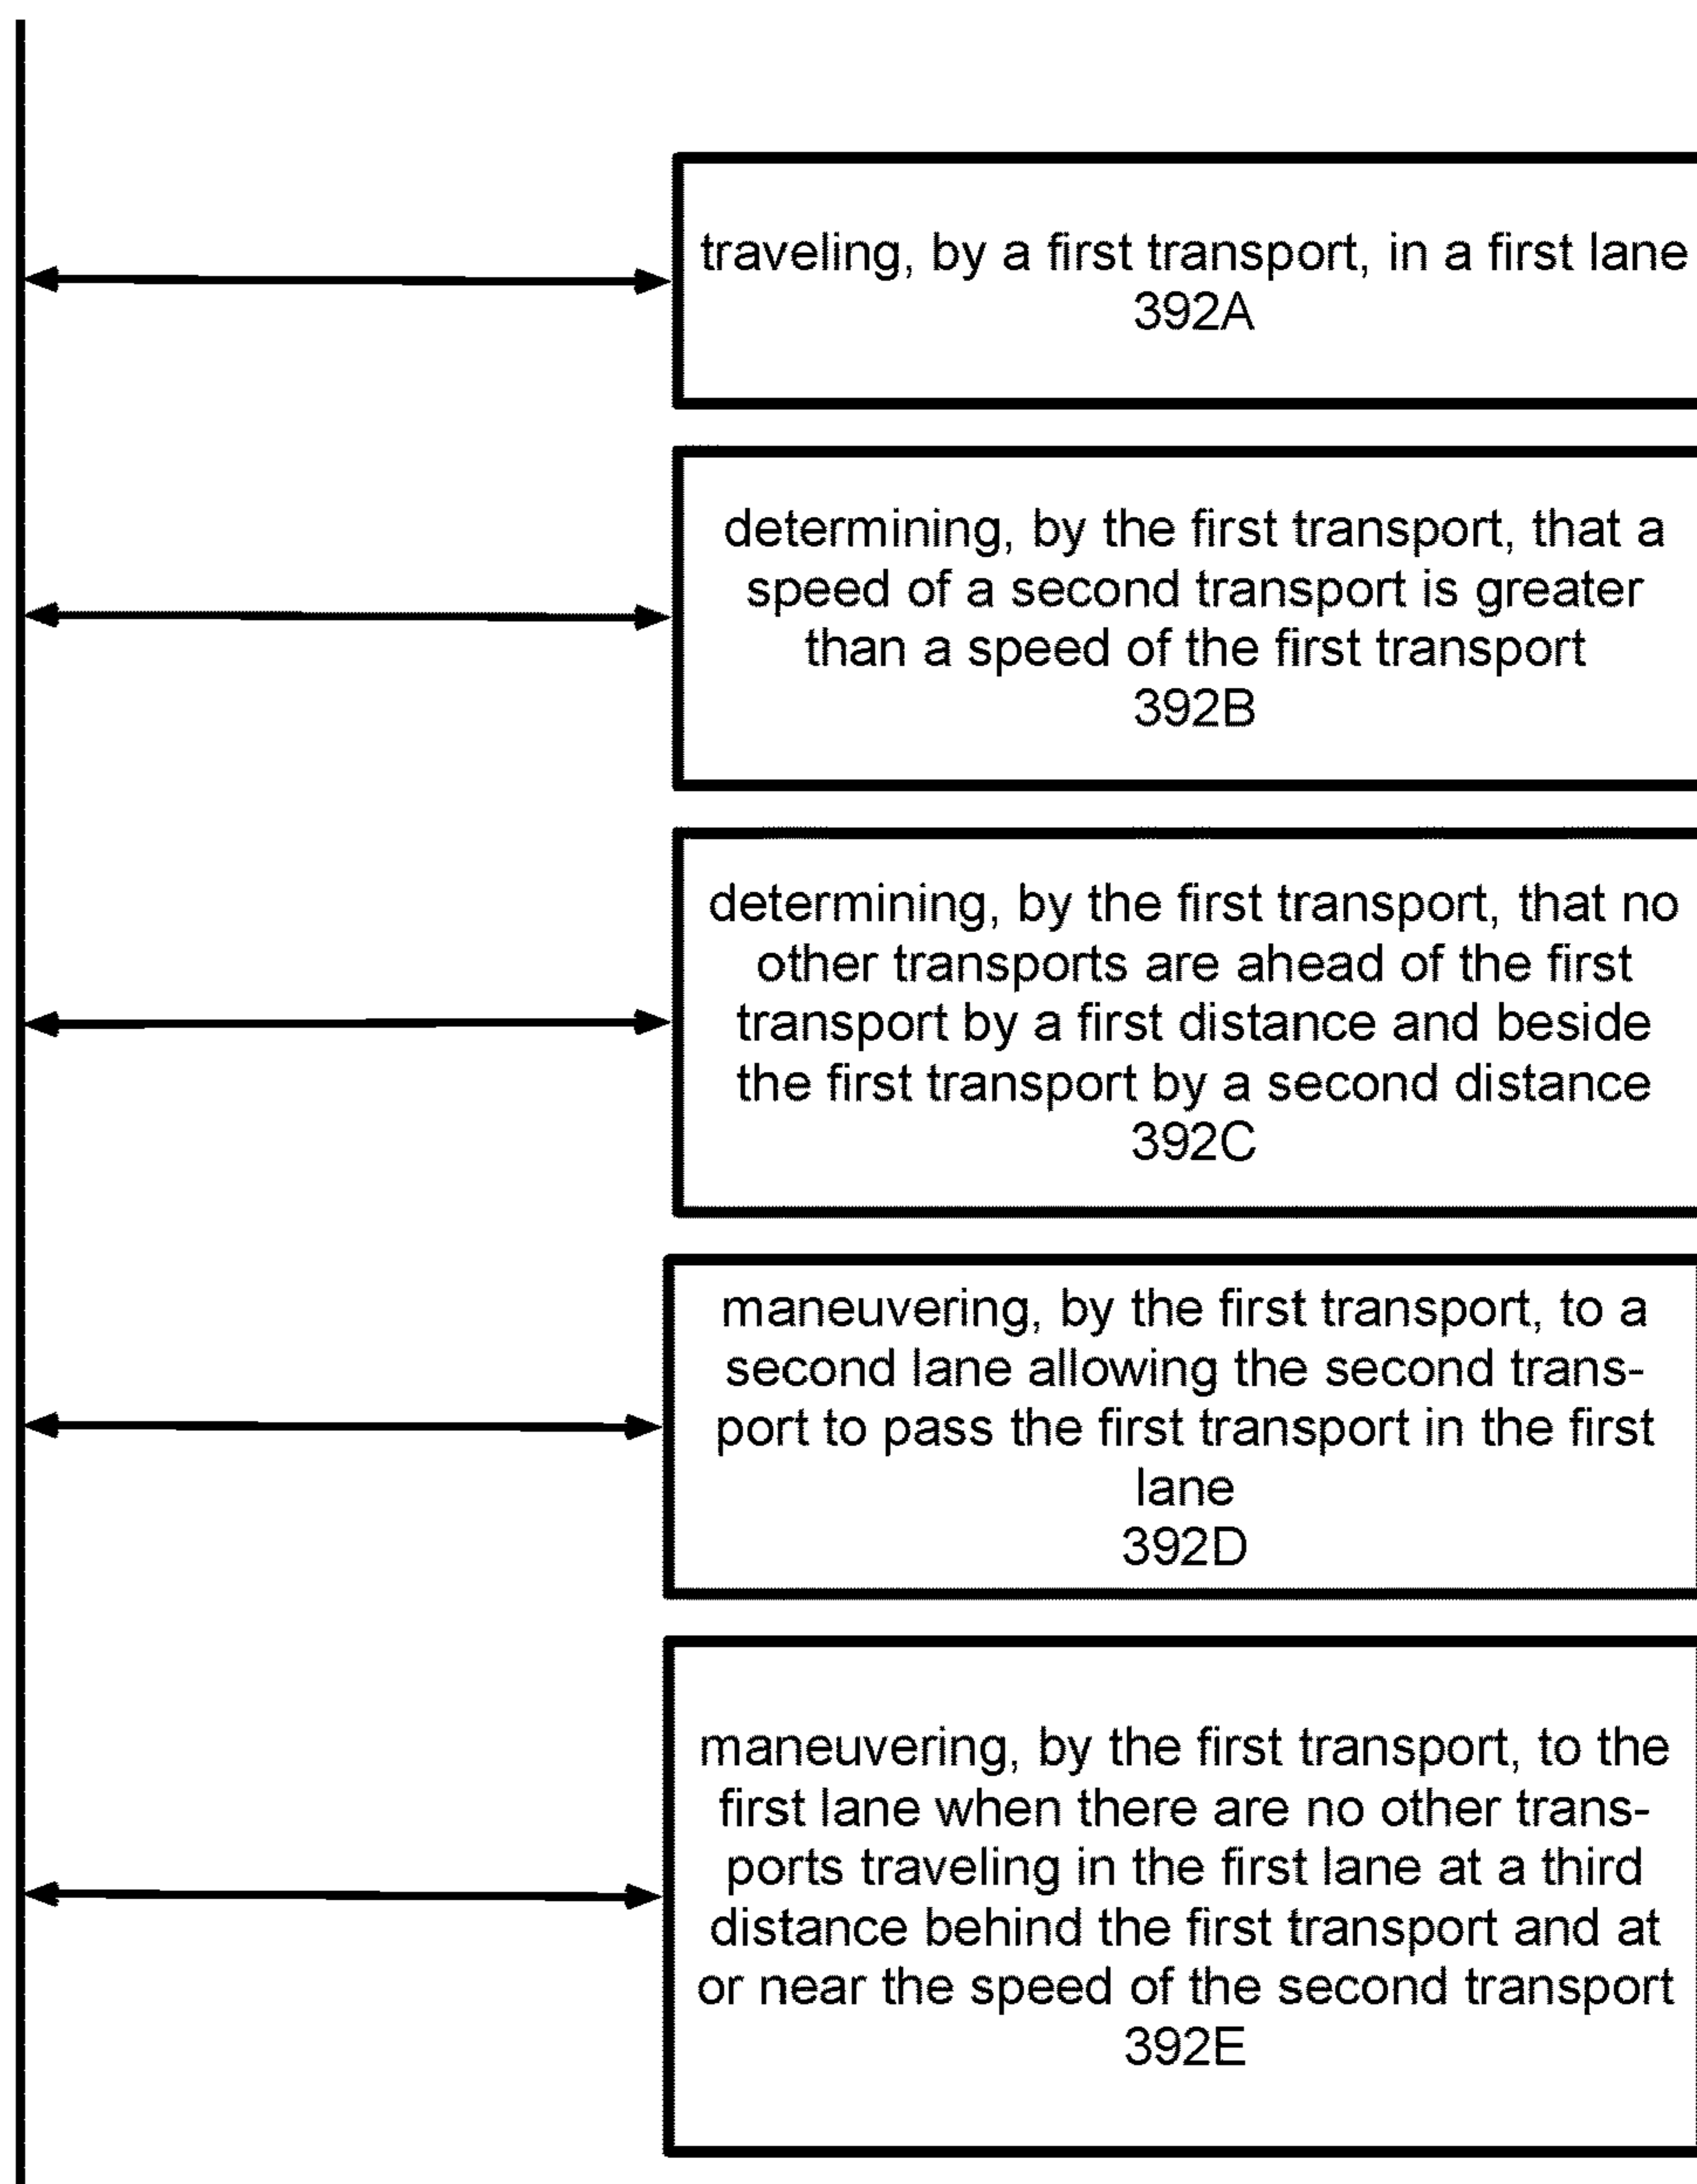 traveling, by a first transport, in a first lane
392A
determining, by the first transport, that a
speed of a second transport is greater
than a speed of the first transport
392B
determining, by the first transport, that no
other transports are ahead of the first
transport by a first distance and beside
the first transport by a second distance
392C
maneuvering, by the first transport, to a
second lane allowing the second trans-
port to pass the first transport in the first
lane
392D
maneuvering, by the first transport, to the
first lane when there are no other trans-
ports traveling in the first lane at a third
distance behind the first transport and at
or near the speed of the second transport
392E